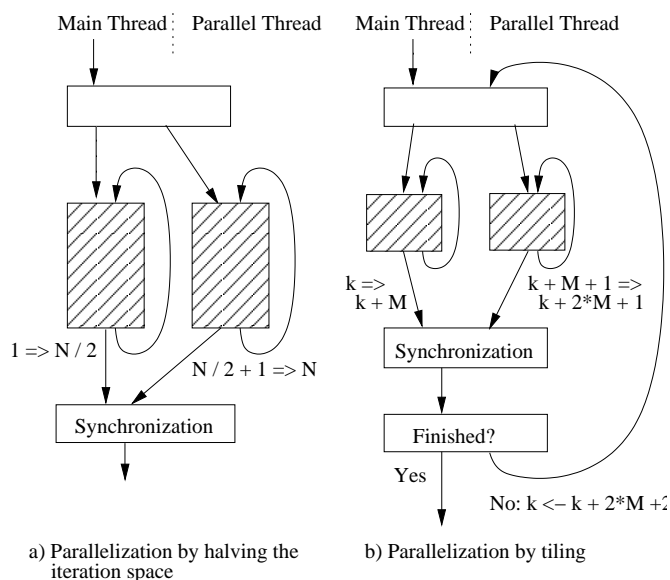 Main Thread
Parallel Thread
1 => N / 2
N / 2 + 1 => N
Synchronization
a) Parallelization by halving the
iteration space
Main Thread
Parallel Thread
k =>
k + M
k + M + 1 =>
k + 2*M + 1
Synchronization
Finished?
Yes
No: k <− k + 2*M +2
b) Parallelization by tiling